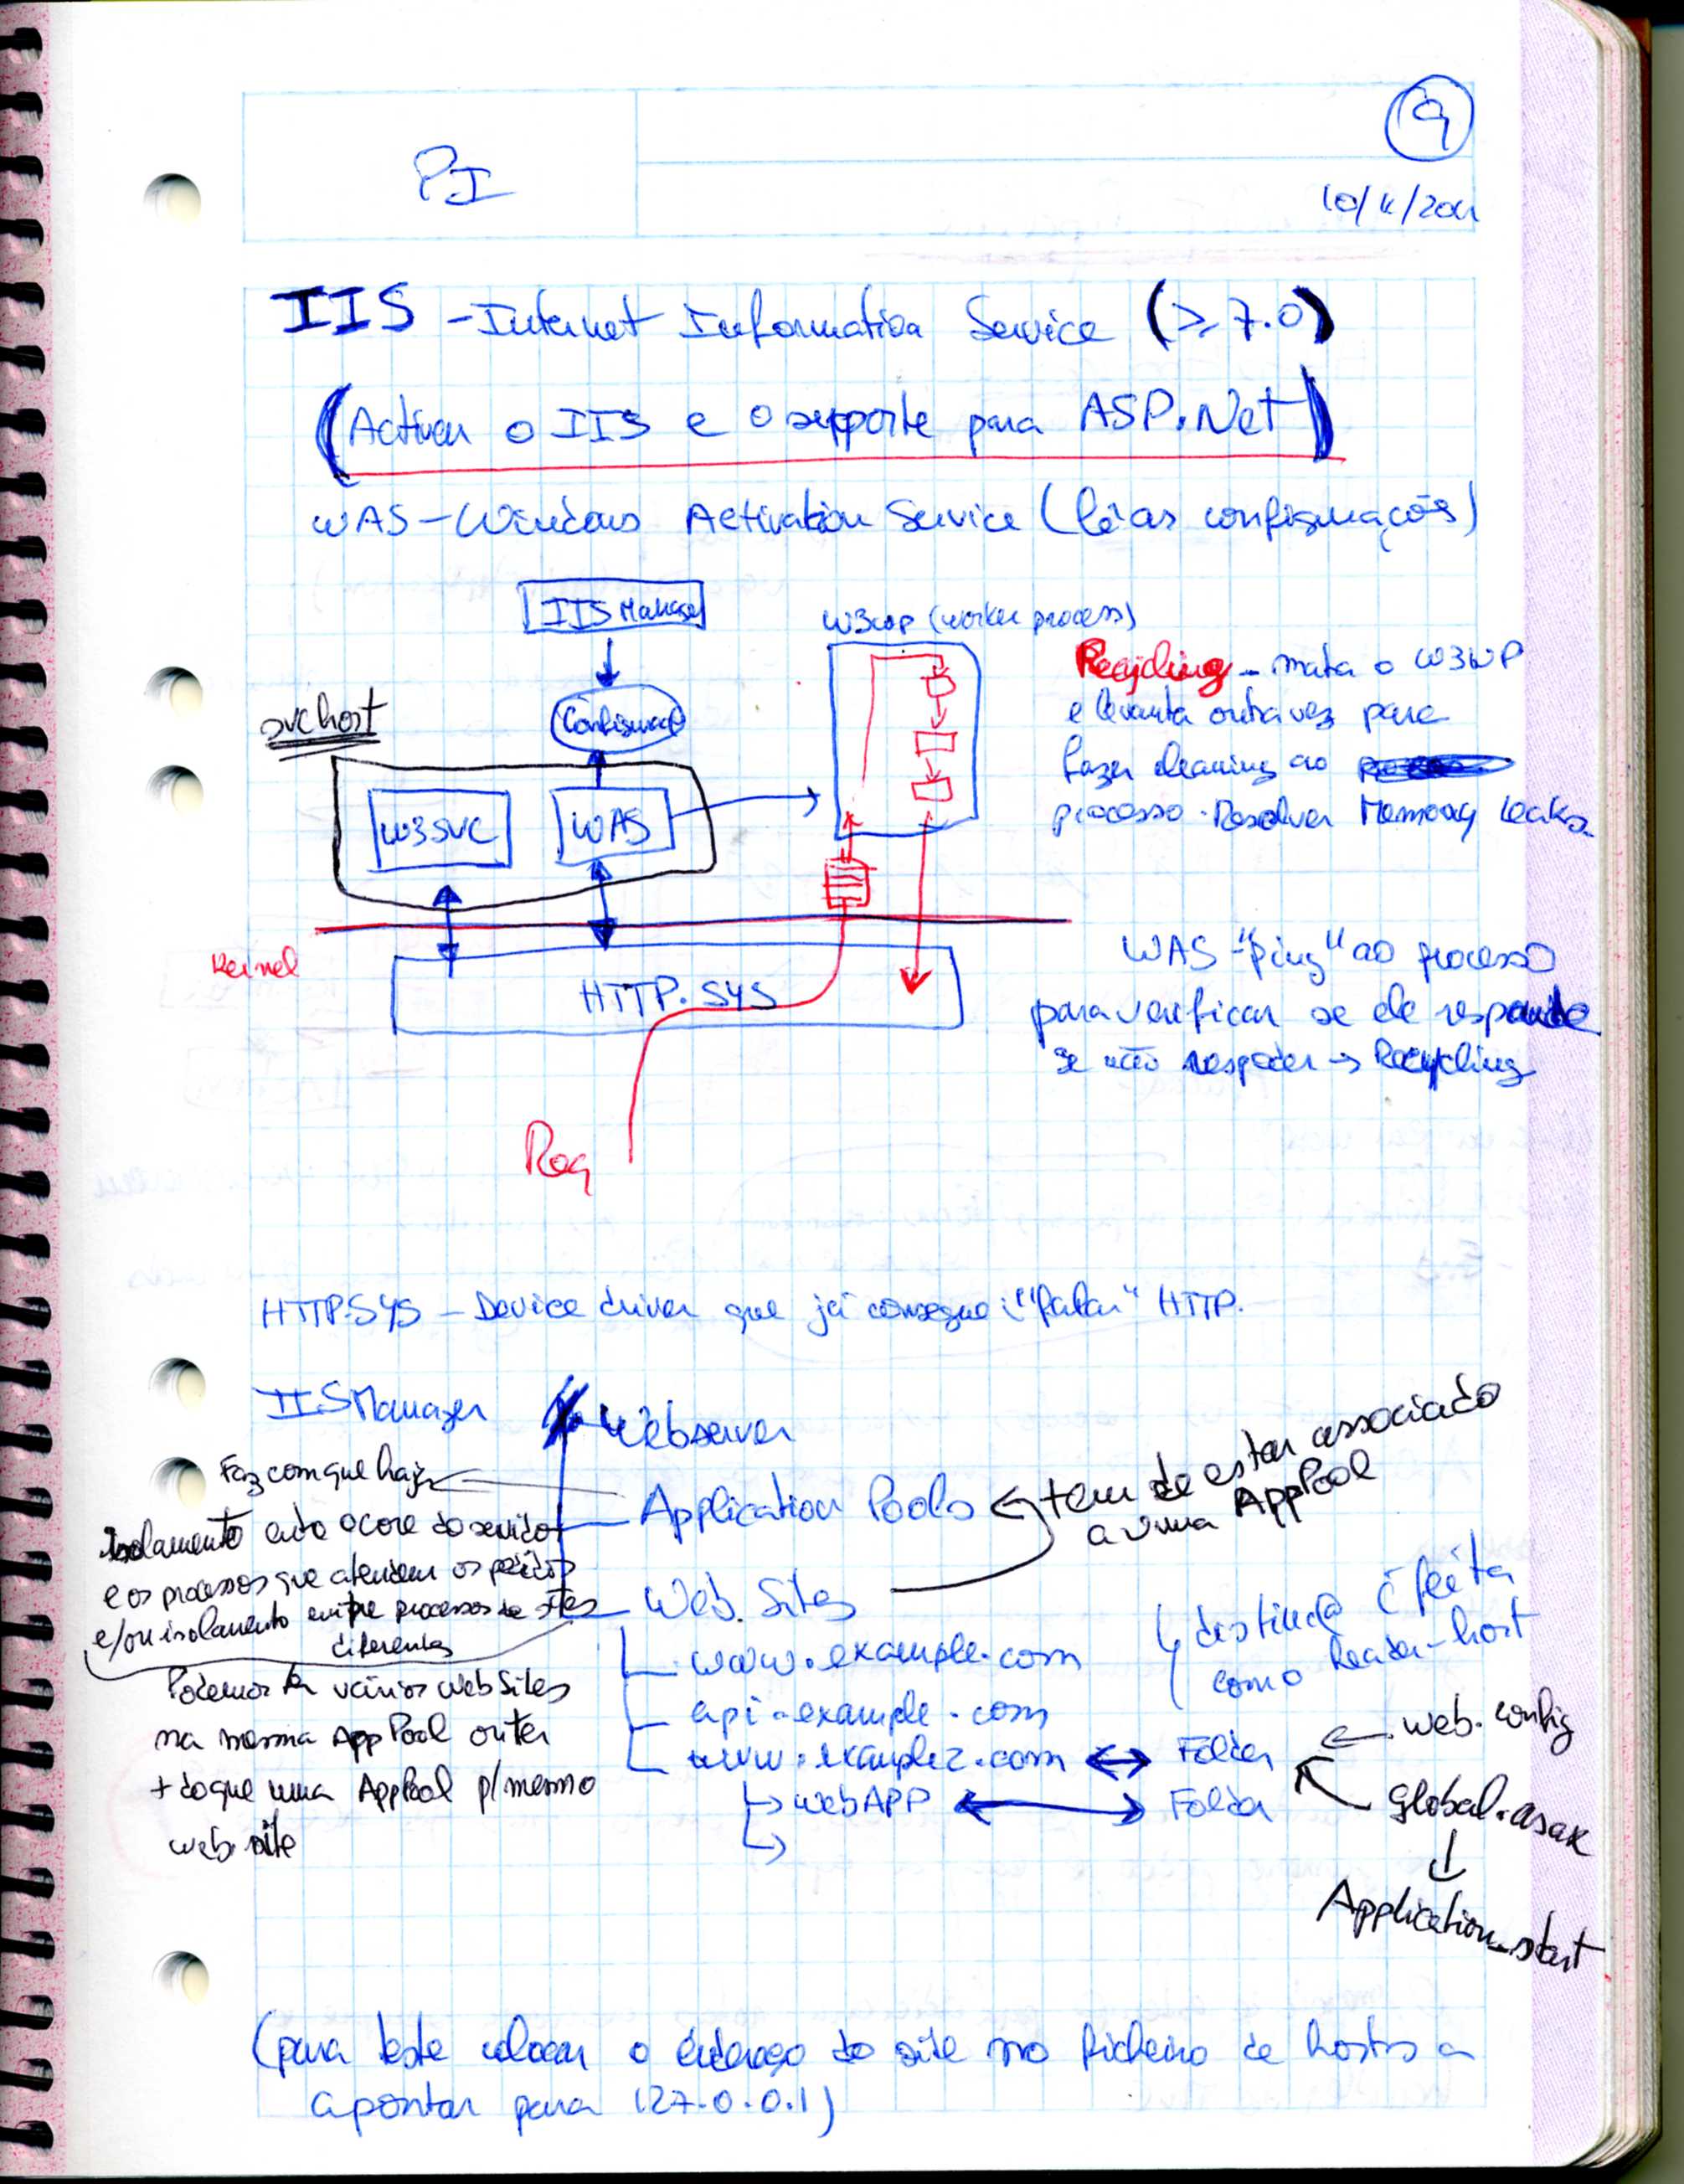 9
PI
10/11/2011
IIS - Internet Information Service (≥ 7.0)
(Activar o IIS e o suporte para ASP.Net)
WAS - Windows Activation Service (lê as configurações)
IIS Manager
W3WP (worker process)
Recycling - mata o W3WP
e levanta outra vez para
fazer cleaning ao
processo. Resolver Memory Leaks.
svchost
W3SVC
WAS
Kernel
HTTP.SYS
WAS - "ping" ao processo
para verificar se ele responde
se não responder → Recycling
Req
HTTP.SYS - Device driver que já consegue "falar" HTTP.
IIS Manager
Webserver
Application Pools ← tem de estar associado
a uma AppPool
Faz com que haja
isolamento entre o core do serviço
e os processos que atendem os pedidos
e/ou isolamento entre processos de sites
diferentes
Web. Sites
↳ distinção é feita
como header-host
www.example.com
api.example.com
www.example2.com ↔ Folder ← web.config
→ webAPP ↔ Folder
global.asax
↓
Application_start
Podemos ter vários web sites
na mesma AppPool ou ter
+ do que uma AppPool p/ mesmo
web site
(para teste colocar o endereço do site no ficheiro de hosts a
apontar para 127.0.0.1)